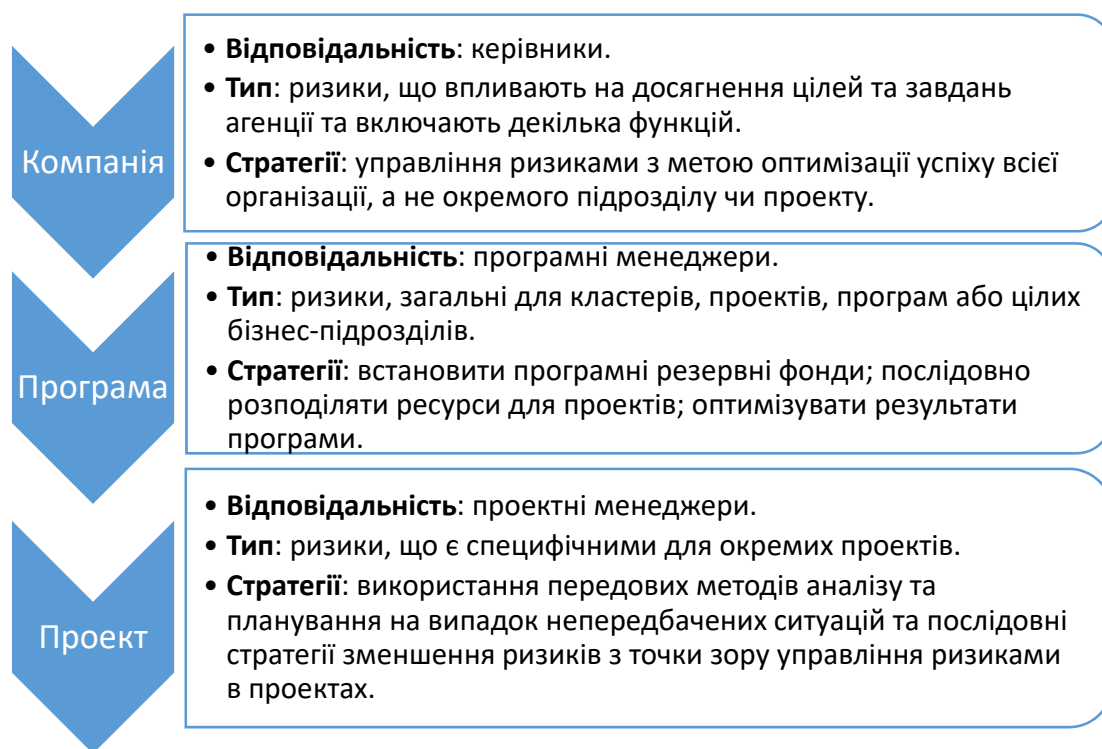 Компанія
• Відповідальність: керівники.
• Тип: ризики, що впливають на досягнення цілей та завдань
агенції та включають декілька функцій.
• Стратегії: управління ризиками з метою оптимізації успіху всієї
організації, а не окремого підрозділу чи проекту.
Програма
• Відповідальність: програмні менеджери.
• Тип: ризики, загальні для кластерів, проектів, програм або цілих
бізнес-підрозділів.
• Стратегії: встановити програмні резервні фонди; послідовно
розподіляти ресурси для проектів; оптимізувати результати
програми.
Проект
• Відповідальність: проектні менеджери.
• Тип: ризики, що є специфічними для окремих проектів.
• Стратегії: використання передових методів аналізу та
планування на випадок непередбачених ситуацій та послідовні
стратегії зменшення ризиків з точки зору управління ризиками
в проектах.